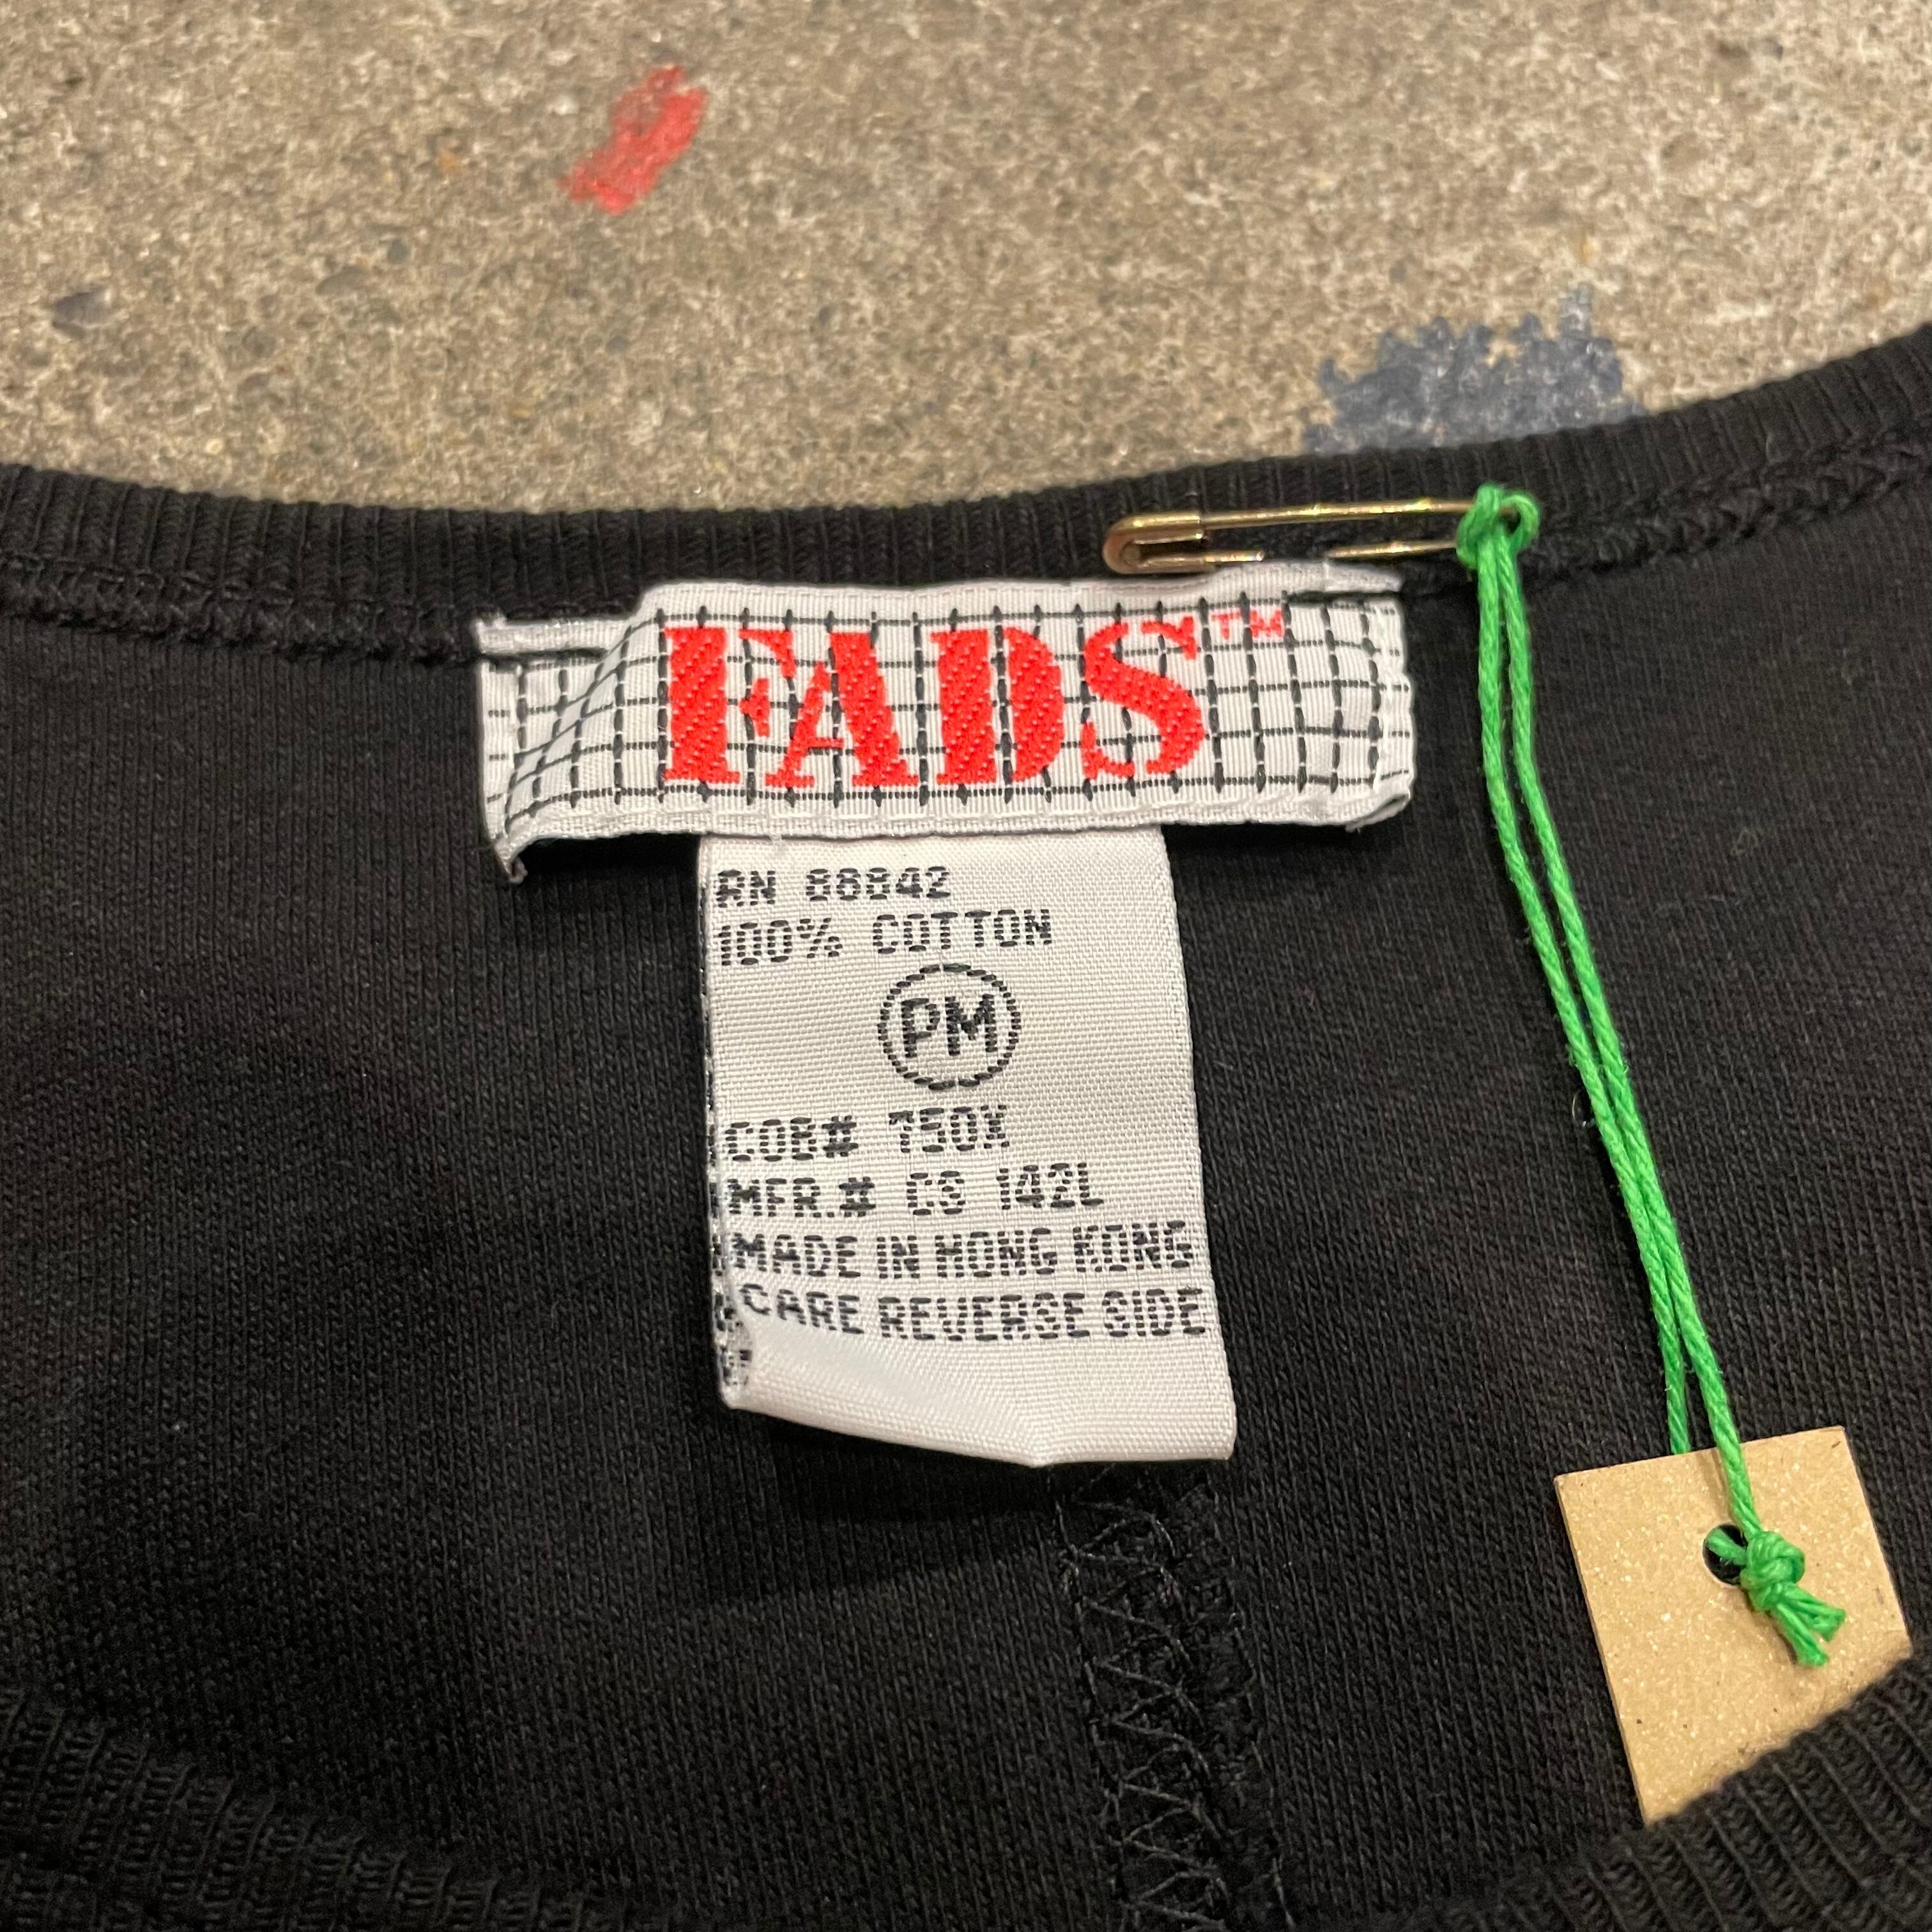 FADS™
RN 88842
100% COTTON
PM
COB# 750X
MFR.# CS 142L
MADE IN HONG KONG
CARE REVERSE SIDE